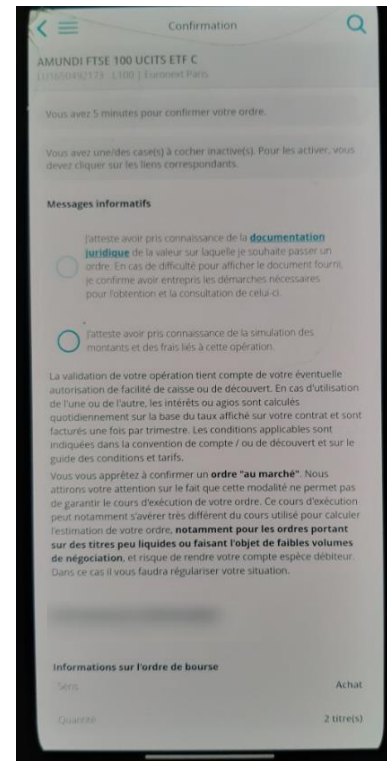 Confirmation
AMUNDI FTSE 100 UCITS ETF C
LU1650492173 L100 | Euronext Paris
Vous avez 5 minutes pour confirmer votre ordre.
Vous avez une/des case(s) à cocher inactive(s). Pour les activer, vous
devez cliquer sur les liens correspondants.
Messages informatifs
J'atteste avoir pris connaissance de la documentation
juridique de la valeur sur laquelle je souhaite passer un
ordre. En cas de difficulté pour afficher le document fourni,
je confirme avoir entrepris les démarches nécessaires
pour l'obtention et la consultation de celui-ci.
J'atteste avoir pris connaissance de la simulation des
montants et des frais liés à cette opération.
La validation de votre opération tient compte de votre éventuelle
autorisation de facilité de caisse ou de découvert. En cas d'utilisation
de l'une ou de l'autre, les intérêts ou agios sont calculés
quotidiennement sur la base du taux affiché sur votre contrat et sont
facturés une fois par trimestre. Les conditions applicables sont
indiquées dans la convention de compte / ou de découvert et sur le
guide des conditions et tarifs.
Vous vous apprêtez à confirmer un ordre "au marché". Nous
attirons votre attention sur le fait que cette modalité ne permet pas
de garantir le cours d'exécution de votre ordre. Ce cours d'exécution
peut notamment s'avérer très différent du cours utilisé pour calculer
l'estimation de votre ordre, notamment pour les ordres portant
sur des titres peu liquides ou faisant l'objet de faibles volumes
de négociation, et risque de rendre votre compte espèce débiteur.
Dans ce cas il vous faudra régulariser votre situation.
Informations sur l'ordre de bourse
Sens Achat
Quantité 2 titre(s)